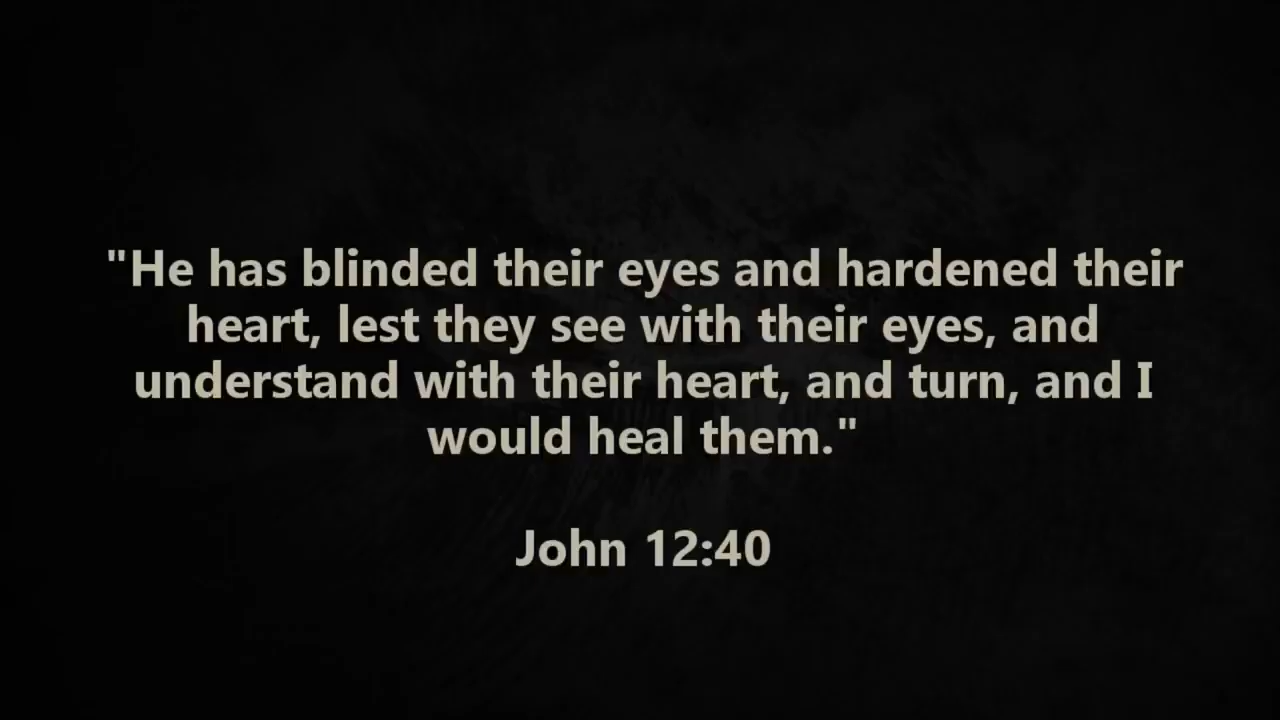 "He has blinded their eyes and hardened their
heart, lest they see with their eyes, and
understand with their heart, and turn, and I
would heal them."
John 12:40